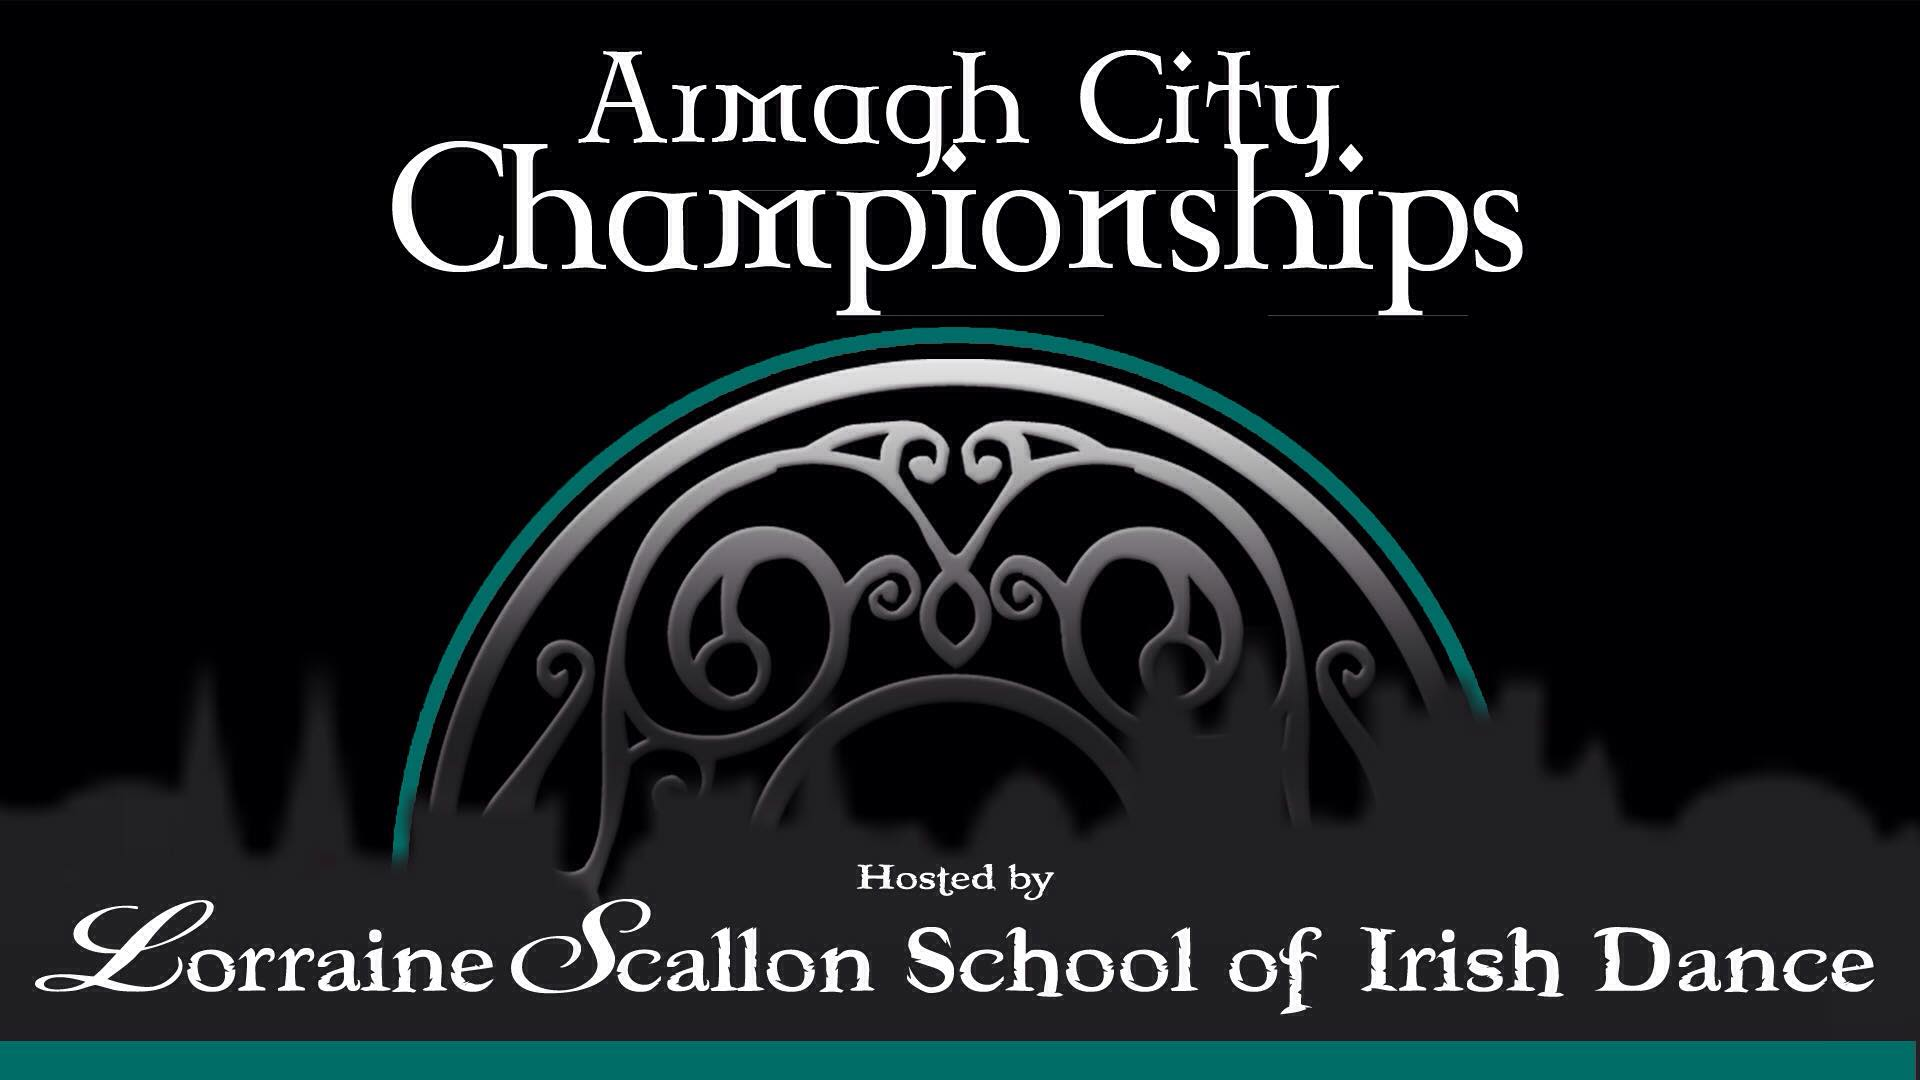 Armagh City
Championships
Hosted by
Lorraine Scallon School of Irish Dance